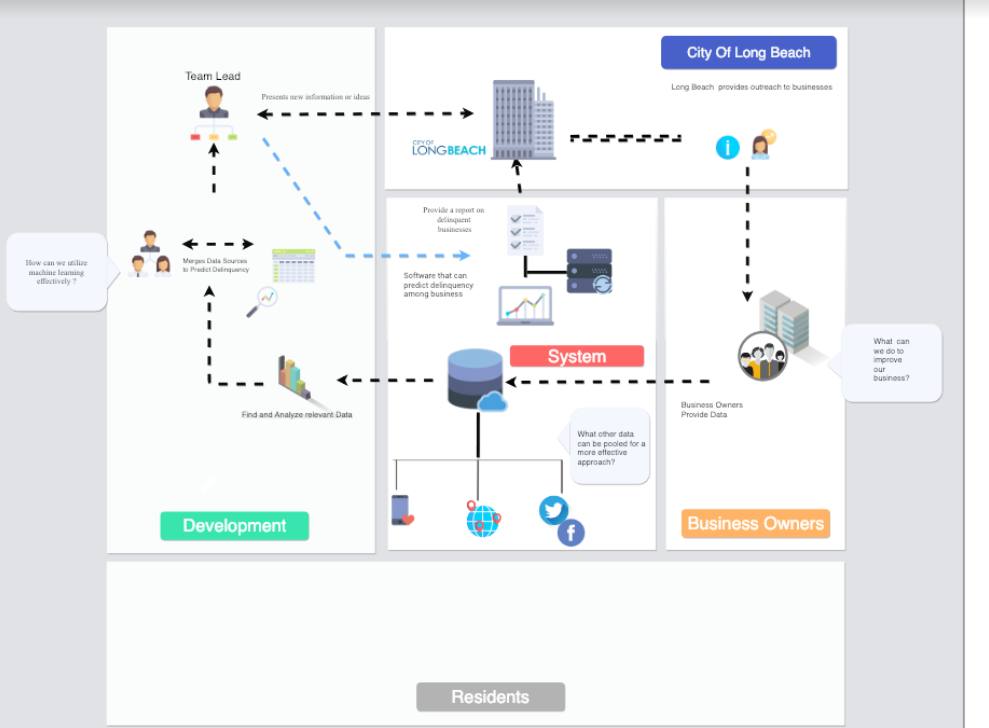 City Of Long Beach
Long Beach provides outreach to businesses
Team Lead
Presents new information or ideas
CITY OF
LONGBEACH
i
Provide a report on
delinquent
businesses
How can we utilize
machine learning
effectively ?
Merges Data Sources
to Predict Delinquency
Software that can
predict delinquency
among business
System
What can
we do to
improve
our
business?
Business Owners
Provide Data
Find and Analyze relevant Data
What other data
can be pooled for a
more effective
approach?
Development
f
Business Owners
Residents